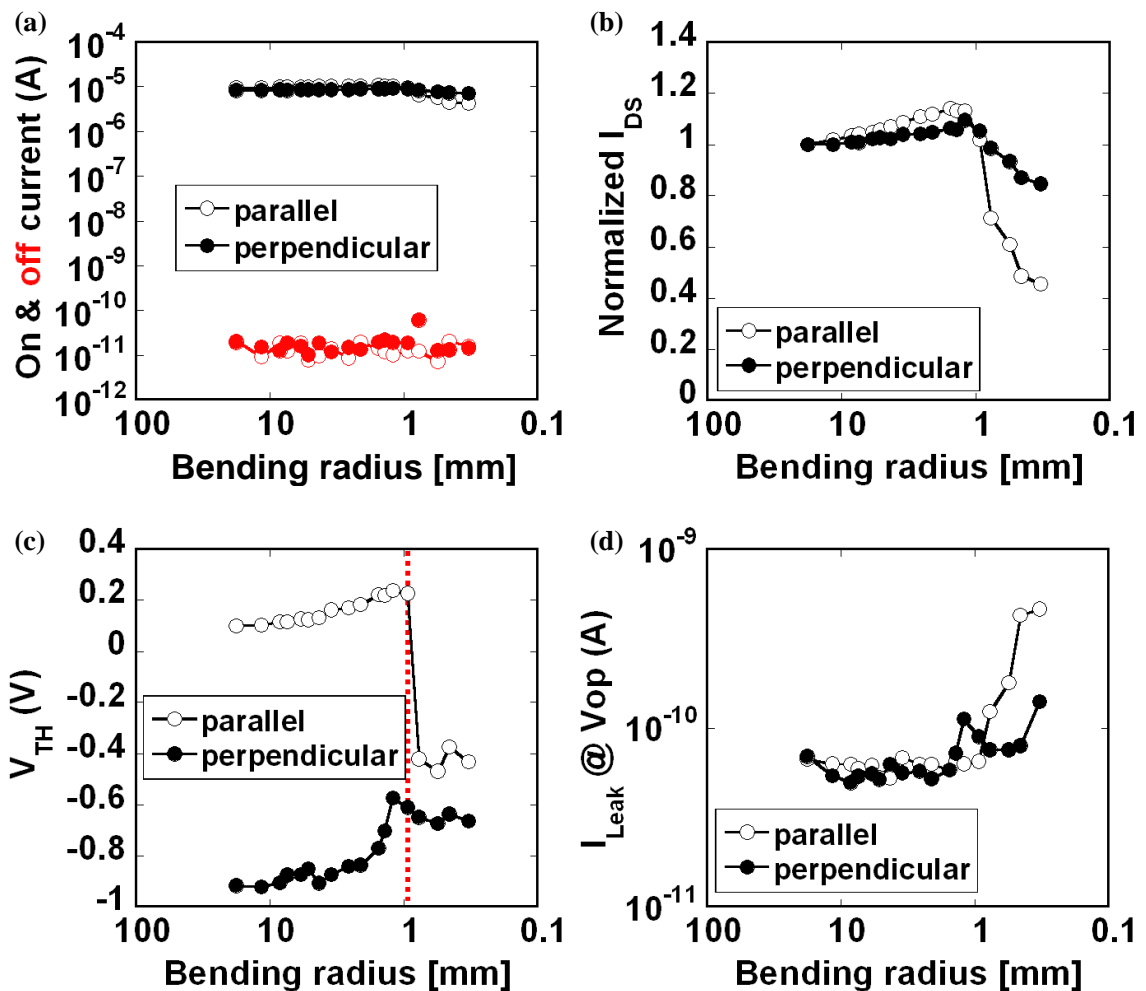 (a)
On & off current (A)
10-4
10-5
10-6
10-7
10-8
10-9
10-10
10-11
10-12
parallel
perpendicular
100
10
1
0.1
Bending radius [mm]
(b)
Normalized IDS
1.4
1.2
1
0.8
0.6
0.4
0.2
0
parallel
perpendicular
100
10
1
0.1
Bending radius [mm]
(c)
VTH (V)
0.4
0.2
0
-0.2
-0.4
-0.6
-0.8
-1
parallel
perpendicular
100
10
1
0.1
Bending radius [mm]
(d)
ILeak @ Vop (A)
10-9
10-10
10-11
parallel
perpendicular
100
10
1
0.1
Bending radius [mm]